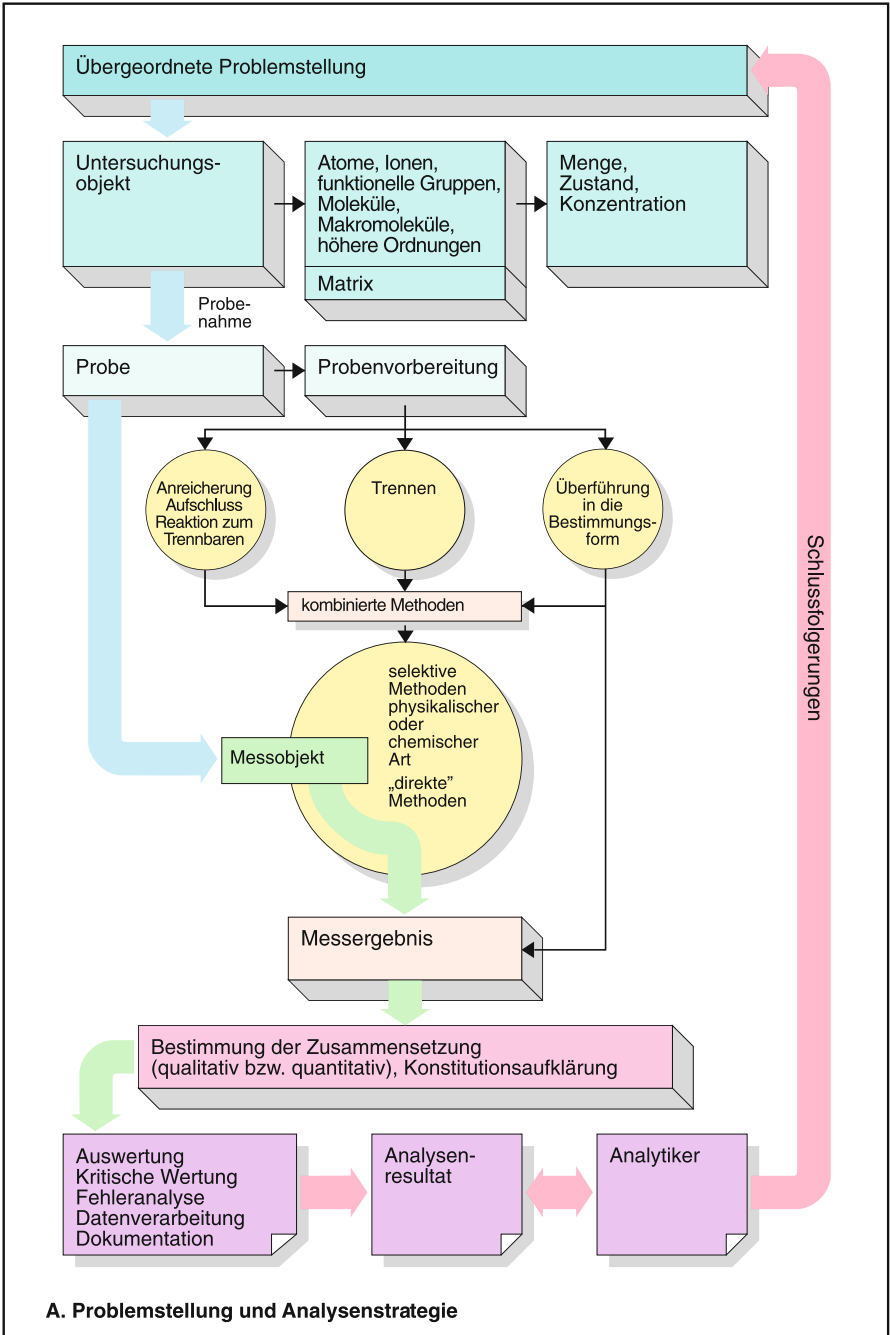 Übergeordnete Problemstellung
Untersuchungs-
objekt
Atome, Ionen,
funktionelle Gruppen,
Moleküle,
Makromoleküle,
höhere Ordnungen
Matrix
Menge,
Zustand,
Konzentration
Probe-
nahme
Probe
Probenvorbereitung
Anreicherung
Aufschluss
Reaktion zum
Trennbaren
Trennen
Überführung
in die
Bestimmungs-
form
kombinierte Methoden
selektive
Methoden
physikalischer
oder
chemischer
Art
„direkte”
Methoden
Messobjekt
Schlussfolgerungen
Messergebnis
Bestimmung der Zusammensetzung
(qualitativ bzw. quantitativ), Konstitutionsaufklärung
Auswertung
Kritische Wertung
Fehleranalyse
Datenverarbeitung
Dokumentation
Analysen-
resultat
Analytiker
A. Problemstellung und Analysenstrategie